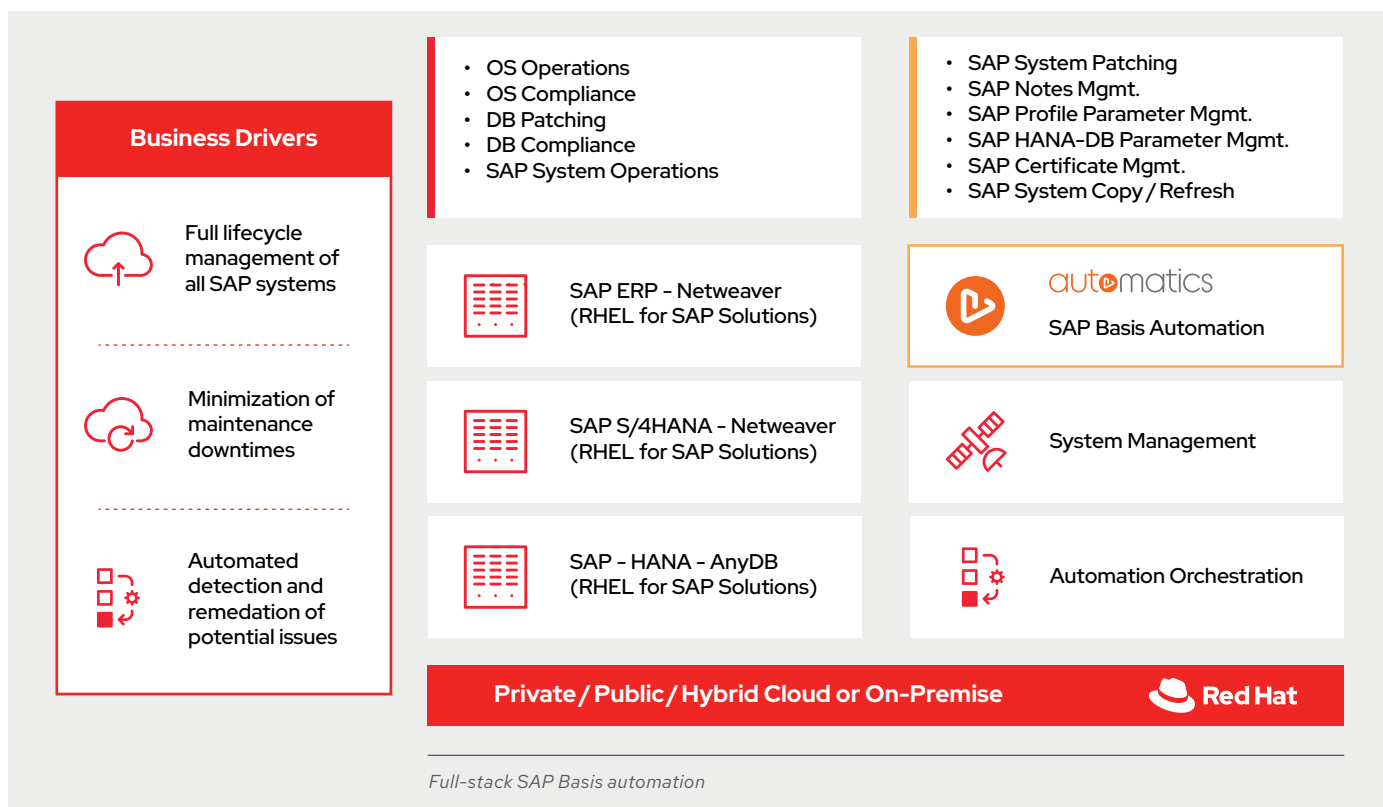 Business Drivers
Full lifecycle
management of
all SAP systems
Minimization of
maintenance
downtimes
Automated
detection and
remedation of
potential issues
• OS Operations
• OS Compliance
• DB Patching
• DB Compliance
• SAP System Operations
• SAP System Patching
• SAP Notes Mgmt.
• SAP Profile Parameter Mgmt.
• SAP HANA-DB Parameter Mgmt.
• SAP Certificate Mgmt.
• SAP System Copy / Refresh
SAP ERP - Netweaver
(RHEL for SAP Solutions)
automatics
SAP Basis Automation
SAP S/4HANA - Netweaver
(RHEL for SAP Solutions)
System Management
SAP - HANA - AnyDB
(RHEL for SAP Solutions)
Automation Orchestration
Private / Public / Hybrid Cloud or On-Premise
Red Hat
Full-stack SAP Basis automation